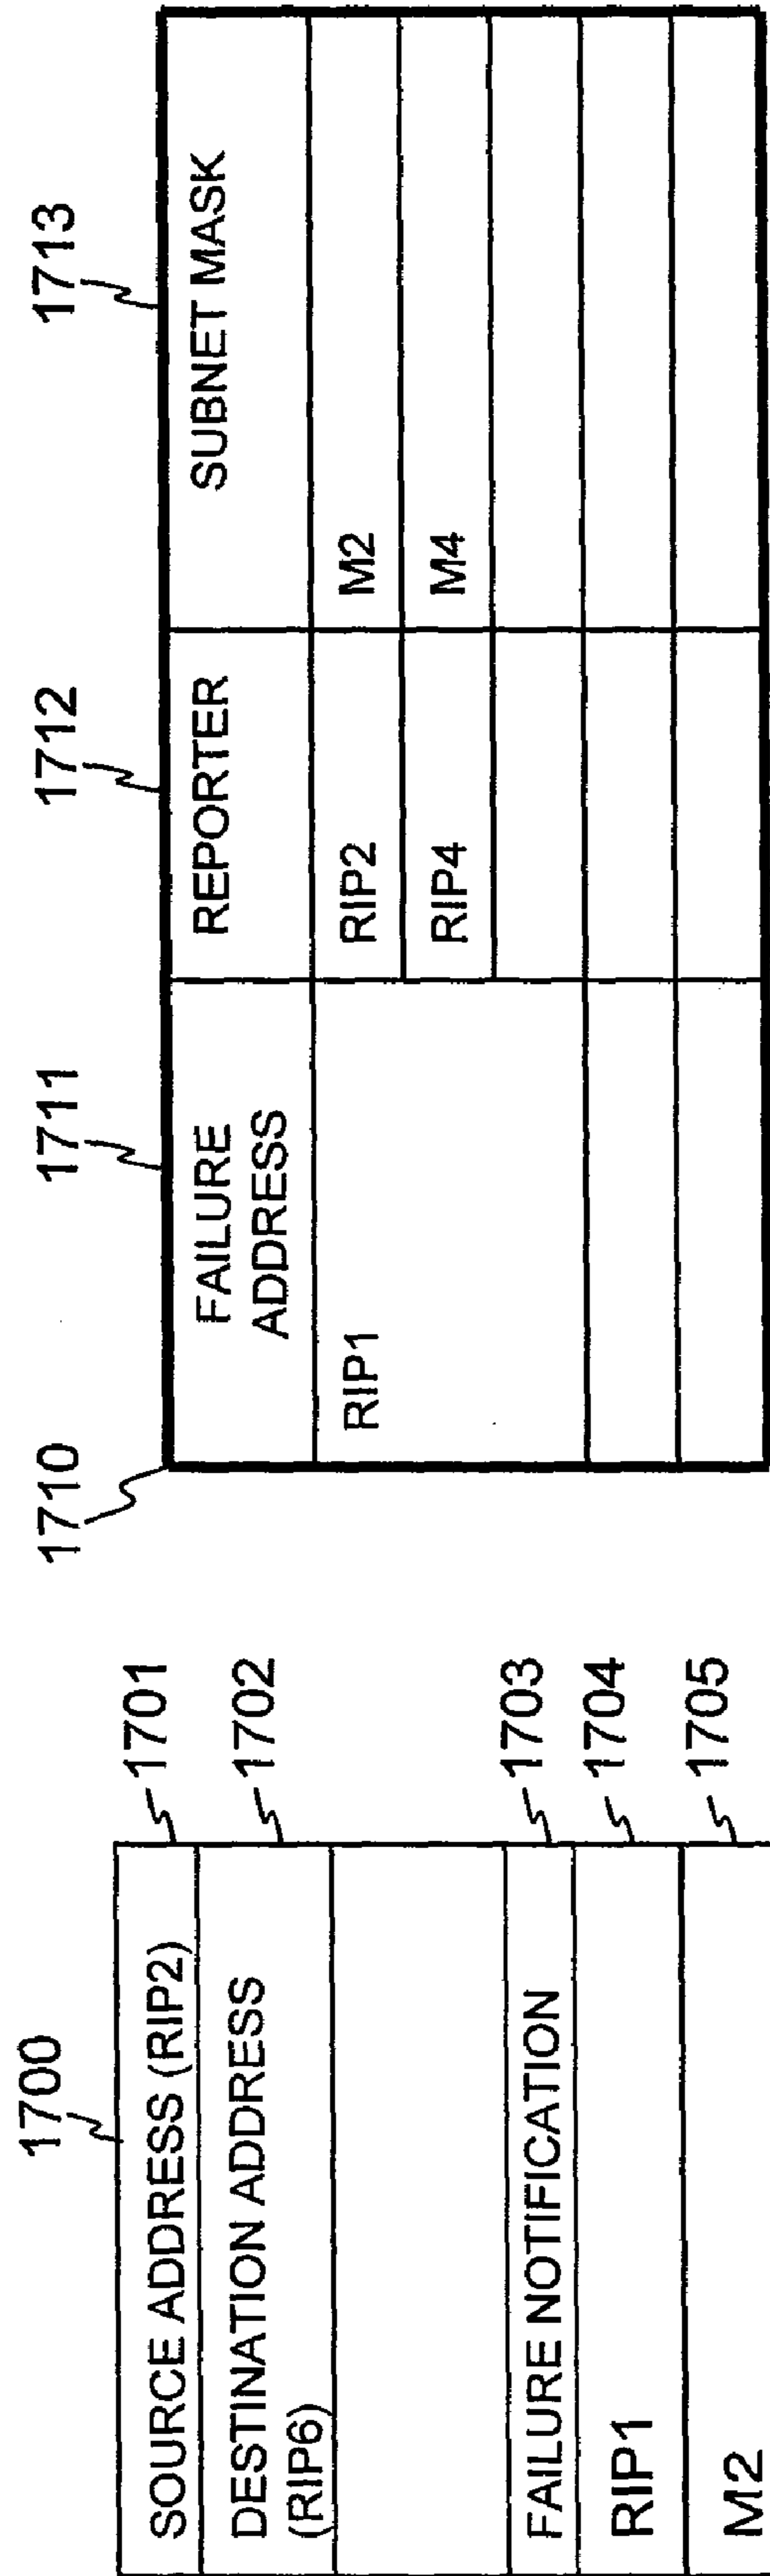 1700
SOURCE ADDRESS (RIP2)
1701
DESTINATION ADDRESS
(RIP6)
1702
FAILURE NOTIFICATION
1703
RIP1
1704
M2
1705
1710
1711
1712
1713
FAILURE
ADDRESS
REPORTER
SUBNET MASK
RIP1
RIP2
M2
RIP4
M4